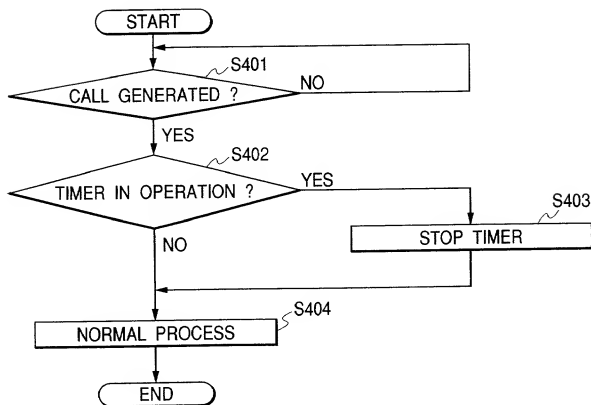 START
S401
CALL GENERATED ?
NO
YES
S402
TIMER IN OPERATION ?
YES
S403
STOP TIMER
NO
S404
NORMAL PROCESS
END